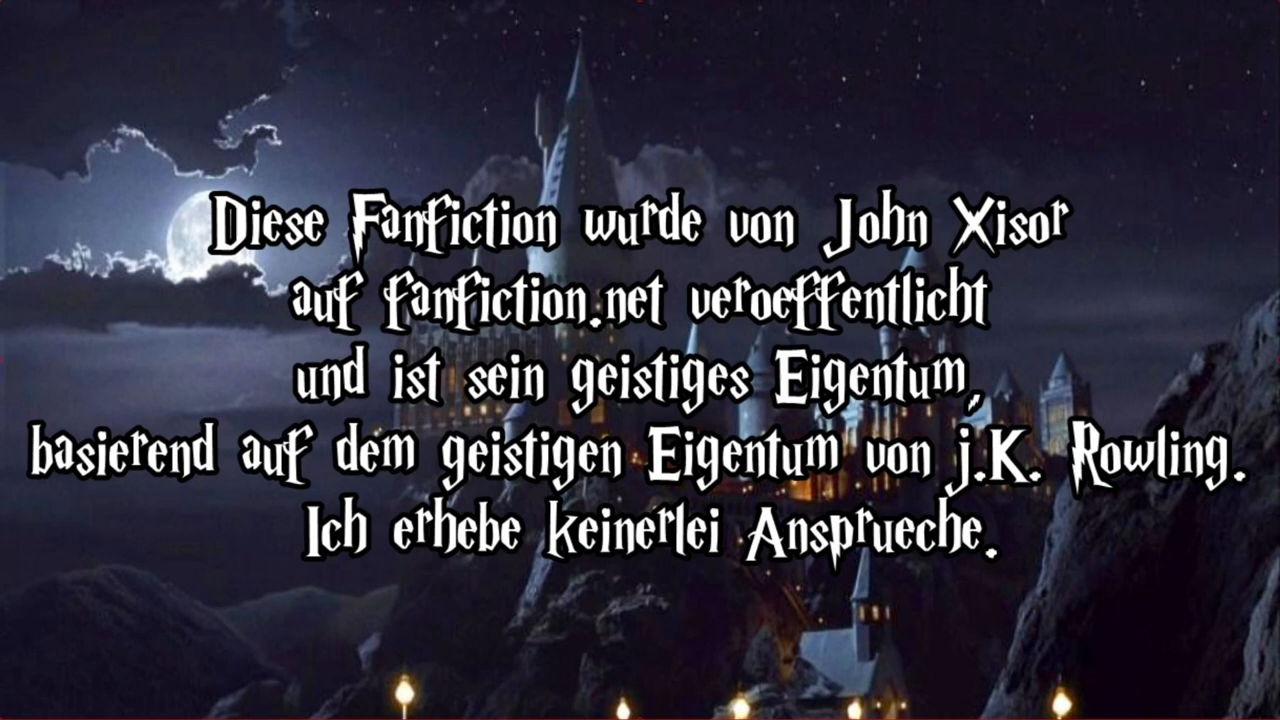 Diese Fanfiction wurde von John Xisor
auf fanfiction.net veroeffentlicht
und ist sein geistiges Eigentum,
basierend auf dem geistigen Eigentum von j.K. Rowling.
Ich erhebe keinerlei Ansprueche.